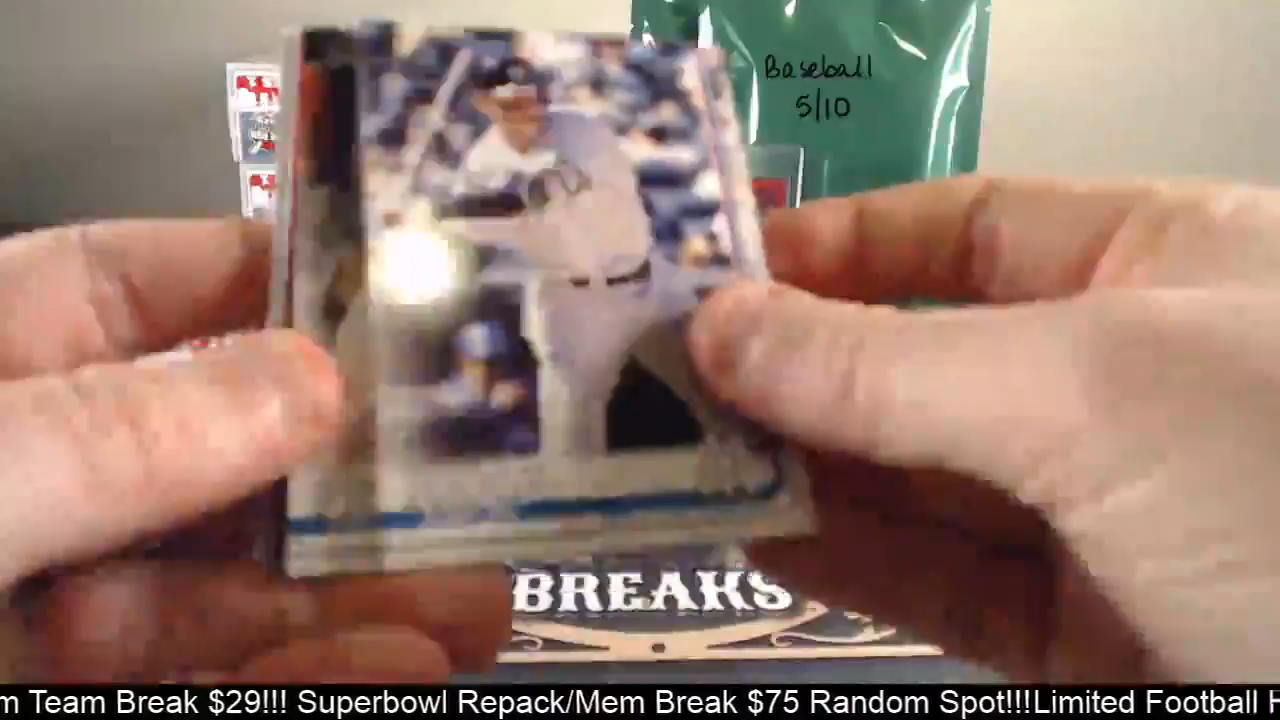 Baseball
5/10
BREAKS
m Team Break $29!!! Superbowl Repack/Mem Break $75 Random Spot!!!Limited Football H